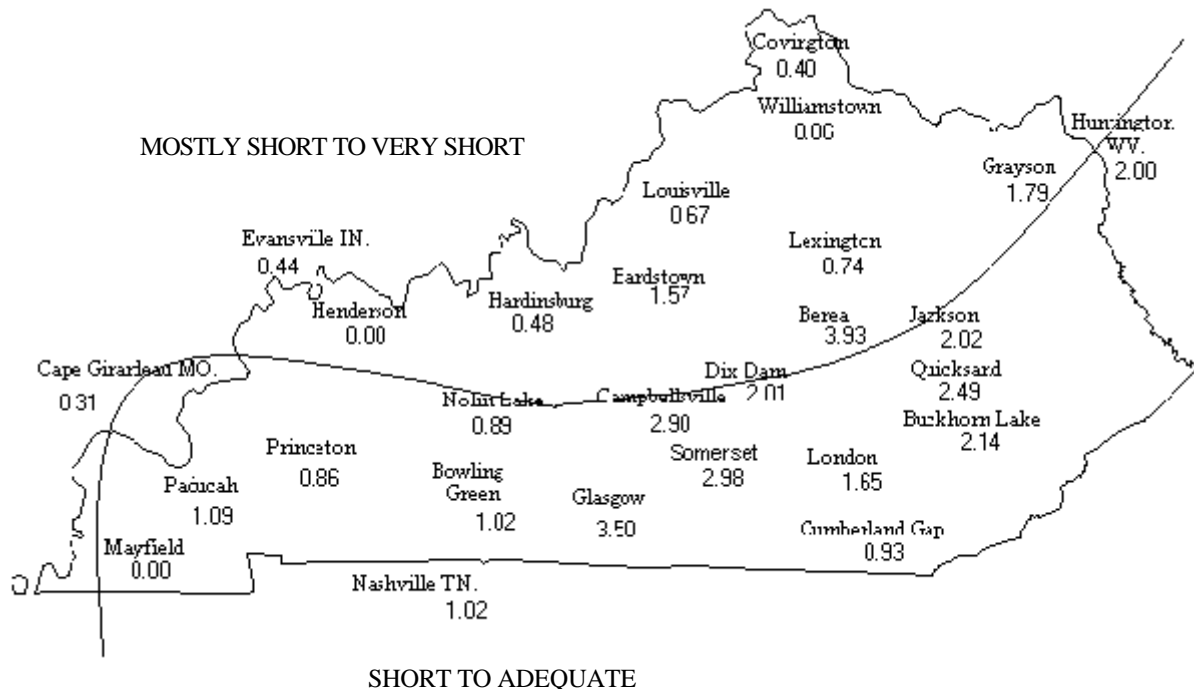 Covington
0.40
Williamstown
0.06
MOSTLY SHORT TO VERY SHORT
Huntington
WV.
2.00
Grayson
1.79
Louisville
0.67
Evansville IN.
0.44
Lexington
0.74
Bardstown
1.57
Hardinsburg
0.48
Henderson
0.00
Berea
3.93
Jackson
2.02
Cape Girardeau MO.
0.31
Dix Dam
2.01
Quicksand
2.49
Nolin Lake
0.89
Campbellsville
2.90
Buckhorn Lake
2.14
Princeton
0.86
Somerset
2.98
London
1.65
Paducah
1.09
Bowling
Green
1.02
Glasgow
3.50
Cumberland Gap
0.93
Mayfield
0.00
Nashville TN.
1.02
SHORT TO ADEQUATE